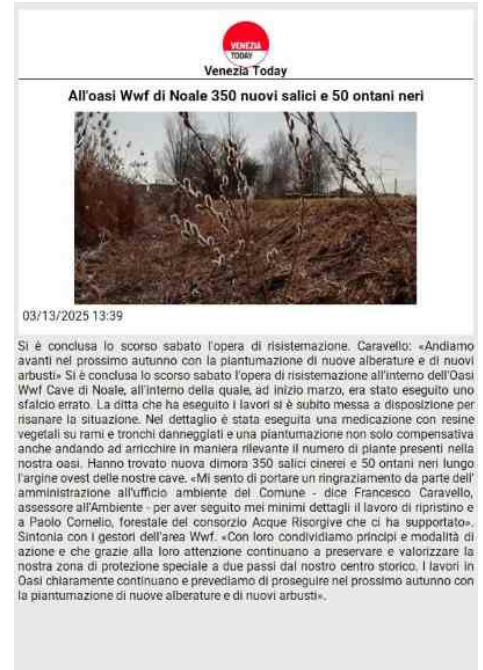 VENEZIA
TODAY
Venezia Today
All'oasi Wwf di Noale 350 nuovi salici e 50 ontani neri
03/13/2025 13:39
Si è conclusa lo scorso sabato l'opera di risistemazione. Caravello: «Andiamo
avanti nel prossimo autunno con la piantumazione di nuove alberature e di nuovi
arbusti» Si è conclusa lo scorso sabato l'opera di risistemazione all'interno dell'Oasi
Wwf Cave di Noale, all'interno della quale, ad inizio marzo, era stato eseguito uno
sfalcio errato. La ditta che ha eseguito i lavori si è subito messa a disposizione per
risanare la situazione. Nel dettaglio è stata eseguita una medicazione con resine
vegetali su rami e tronchi danneggiati e una piantumazione non solo compensativa
anche andando ad arricchire in maniera rilevante il numero di piante presenti nella
nostra oasi. Hanno trovato nuova dimora 350 salici cinerei e 50 ontani neri lungo
l'argine ovest delle nostre cave. «Mi sento di portare un ringraziamento da parte dell'
amministrazione all'ufficio ambiente del Comune - dice Francesco Caravello,
assessore all'Ambiente - per aver seguito mei minimi dettagli il lavoro di ripristino e
a Paolo Cornelio, forestale del consorzio Acque Risorgive che ci ha supportato».
Sintonia con i gestori dell'area Wwf. «Con loro condividiamo principi e modalità di
azione e che grazie alla loro attenzione continuano a preservare e valorizzare la
nostra zona di protezione speciale a due passi dal nostro centro storico. I lavori in
Oasi chiaramente continuano e prevediamo di proseguire nel prossimo autunno con
la piantumazione di nuove alberature e di nuovi arbusti».